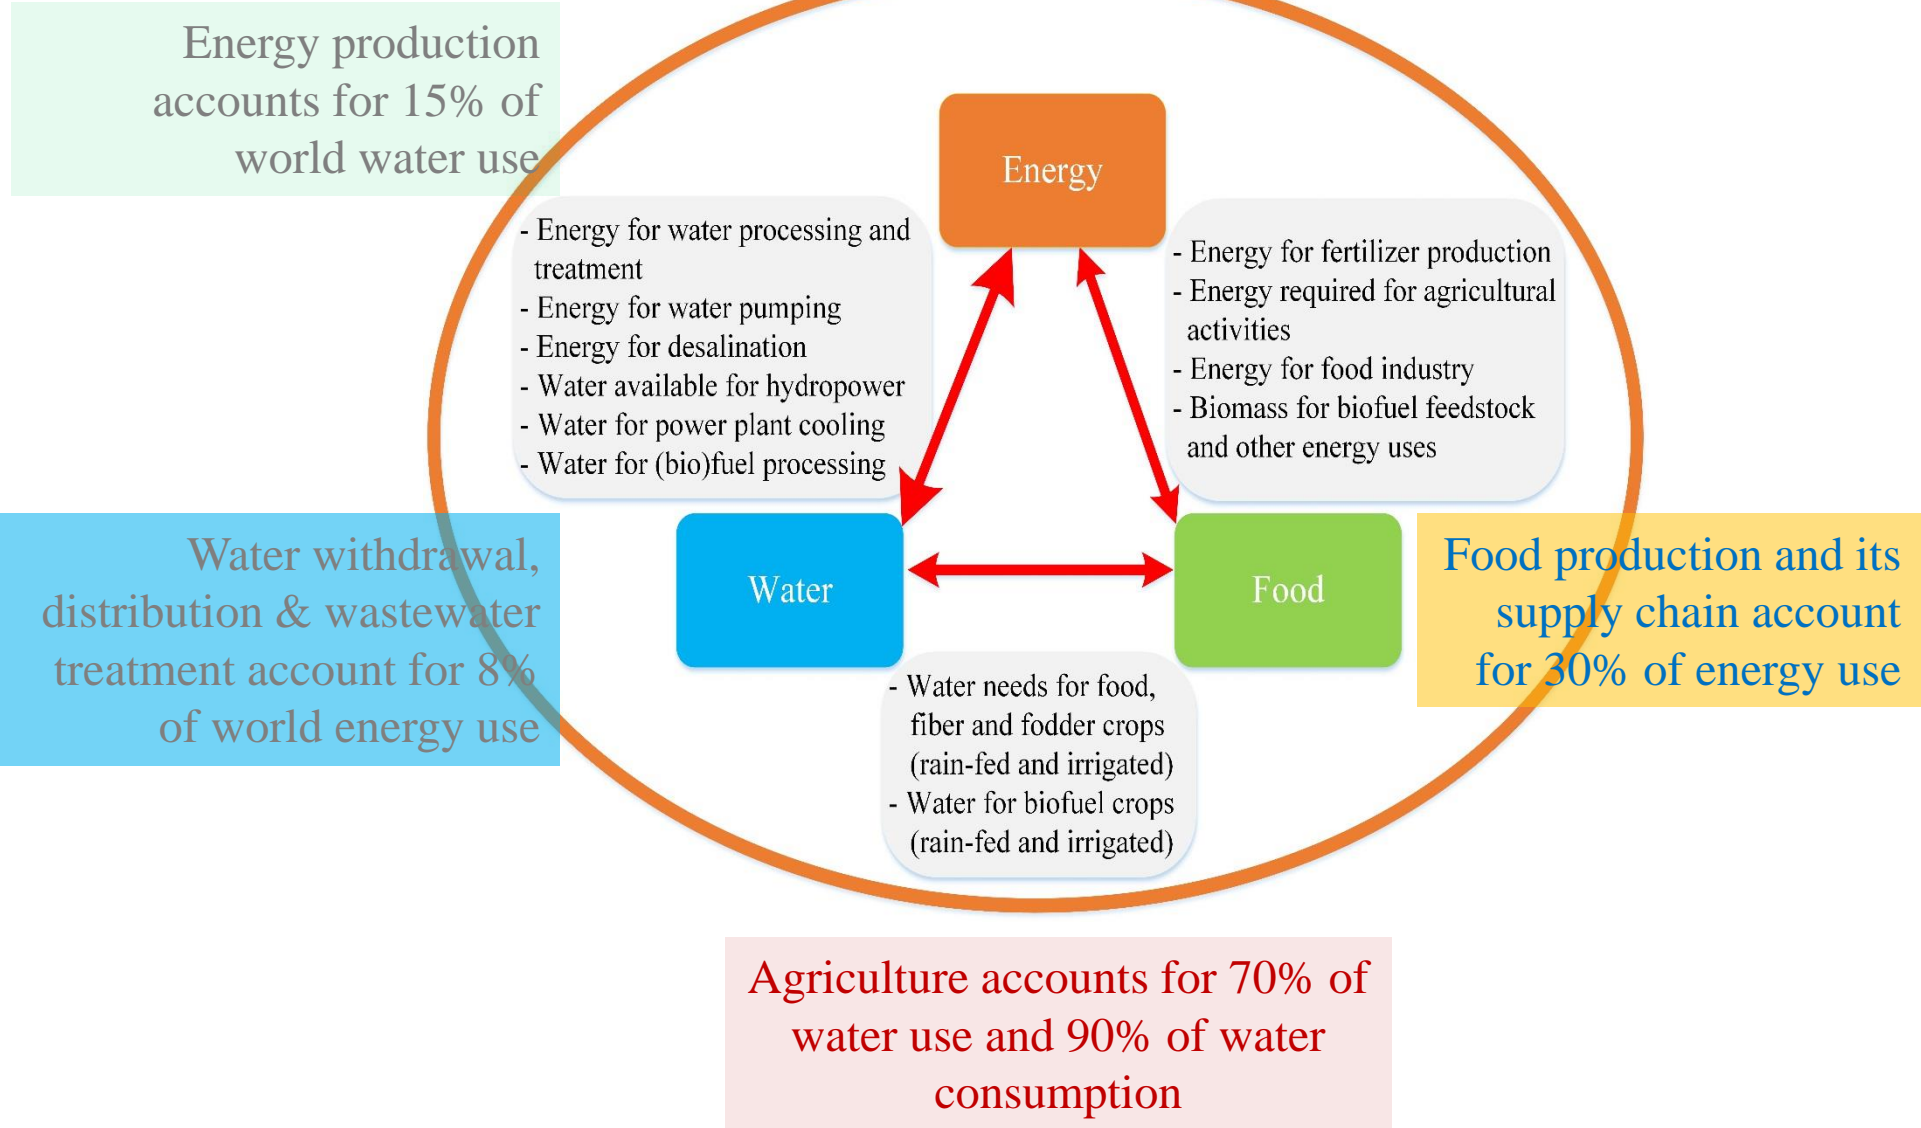 Energy production
accounts for 15% of
world water use
Energy
- Energy for water processing and
treatment
- Energy for water pumping
- Energy for desalination
- Water available for hydropower
- Water for power plant cooling
- Water for (bio)fuel processing
- Energy for fertilizer production
- Energy required for agricultural
activities
- Energy for food industry
- Biomass for biofuel feedstock
and other energy uses
Water withdrawal,
distribution & wastewater
treatment account for 8%
of world energy use
Water
Food
Food production and its
supply chain account
for 30% of energy use
- Water needs for food,
fiber and fodder crops
(rain-fed and irrigated)
- Water for biofuel crops
(rain-fed and irrigated)
Agriculture accounts for 70% of
water use and 90% of water
consumption